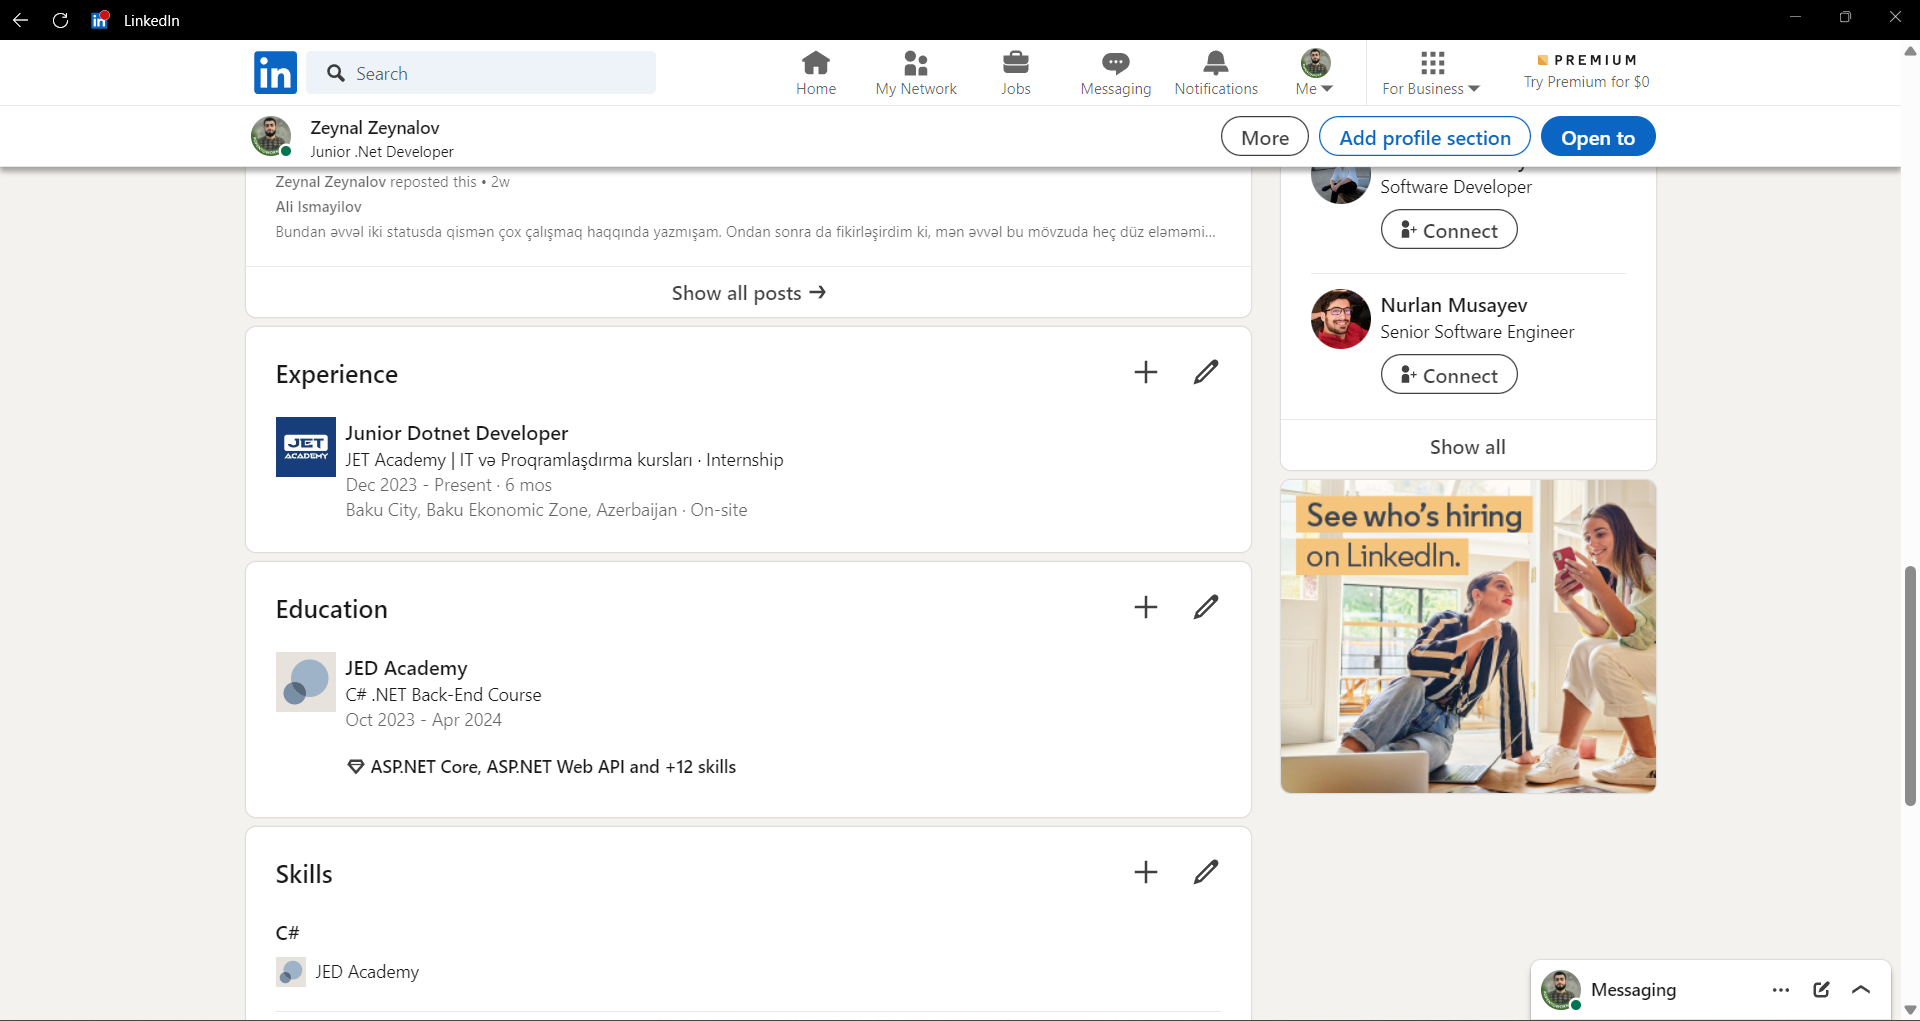 LinkedIn
Search
Home
My Network
Jobs
Messaging
Notifications
Me
For Business
PREMIUM
Try Premium for $0
Zeynal Zeynalov
Junior .Net Developer
More
Add profile section
Open to
Zeynal Zeynalov reposted this • 2w
Ali Ismayilov
Bundan əvvəl iki statusda qismən çox çalışmaq haqqında yazmışam. Ondan sonra da fikirləşirdim ki, mən əvvəl bu mövzuda heç düz eləməmi...
Show all posts →
Experience
JET
ACADEMY
Junior Dotnet Developer
JET Academy | IT və Proqramlaşdırma kursları · Internship
Dec 2023 - Present · 6 mos
Baku City, Baku Ekonomic Zone, Azerbaijan · On-site
Education
JED Academy
C# .NET Back-End Course
Oct 2023 - Apr 2024
ASP.NET Core, ASP.NET Web API and +12 skills
Skills
C#
JED Academy
Software Developer
Connect
Nurlan Musayev
Senior Software Engineer
Connect
Show all
See who's hiring
on LinkedIn.
Messaging